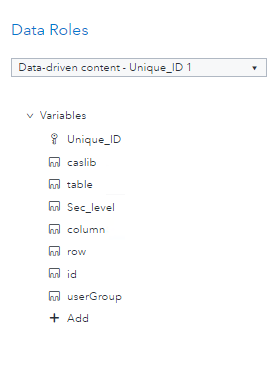 Data Roles
Data-driven content - Unique_ID 1
Variables
Unique_ID
caslib
table
Sec_level
column
row
id
userGroup
Add